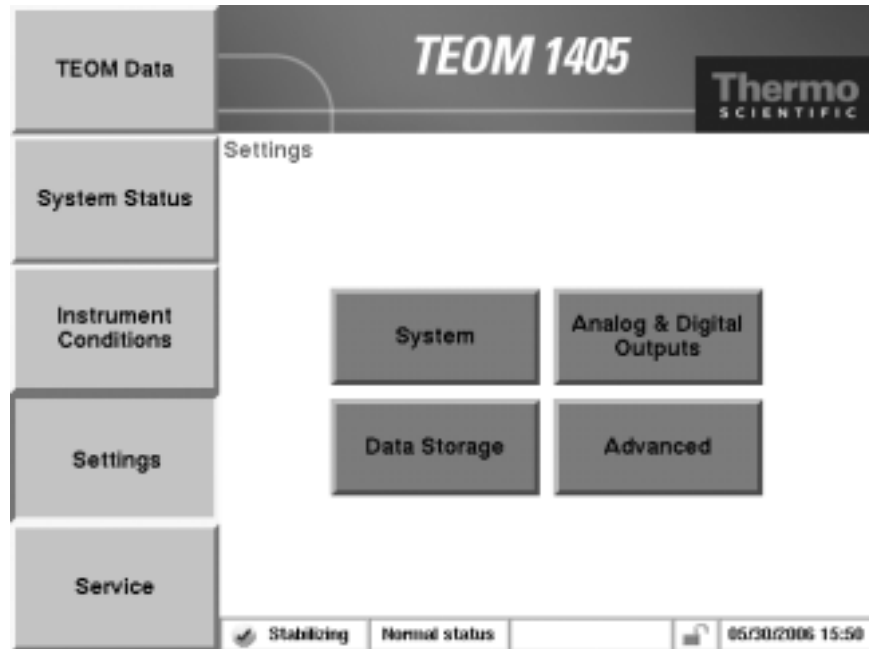 TEOM Data
TEOM 1405
Thermo
SCIENTIFIC
Settings
System Status
Instrument
Conditions
System
Analog & Digital
Outputs
Settings
Data Storage
Advanced
Service
Stabilizing
Normal status
05/30/2006 15:50